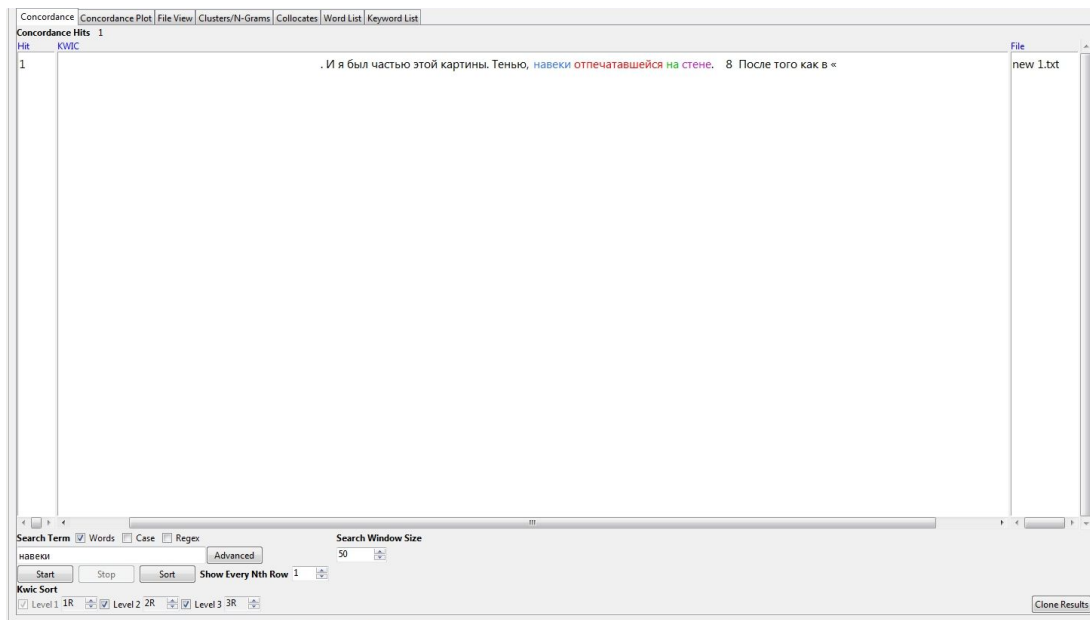 Concordance Concordance Plot File View Clusters/N-Grams Collocates Word List Keyword List
Concordance Hits 1
Hit KWIC File
1 . И я был частью этой картины. Тенью, навеки отпечатавшейся на стене. 8 После того как в « new 1.txt
Search Term Words Case Regex Search Window Size
навеки Advanced 50
Start Stop Sort Show Every Nth Row 1
Kwic Sort
Level 1 1R Level 2 2R Level 3 3R Clone Results